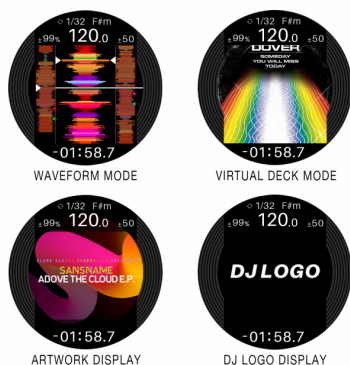 ◇ 1/32 F#m
±99% 120.0 ±50
-01:58.7
WAVEFORM MODE
◇ 1/32 F#m
±99% 120.0 ±50
DOVER
SOMEDAY
YOU WILL MISS
TODAY
-01:58.7
VIRTUAL DECK MODE
◇ 1/32 F#m
±99% 120.0 ±50
SANSNAME
ADOVE THE CLOUD E.P.
-01:58.7
ARTWORK DISPLAY
◇ 1/32 F#m
±99% 120.0 ±50
DJ LOGO
-01:58.7
DJ LOGO DISPLAY